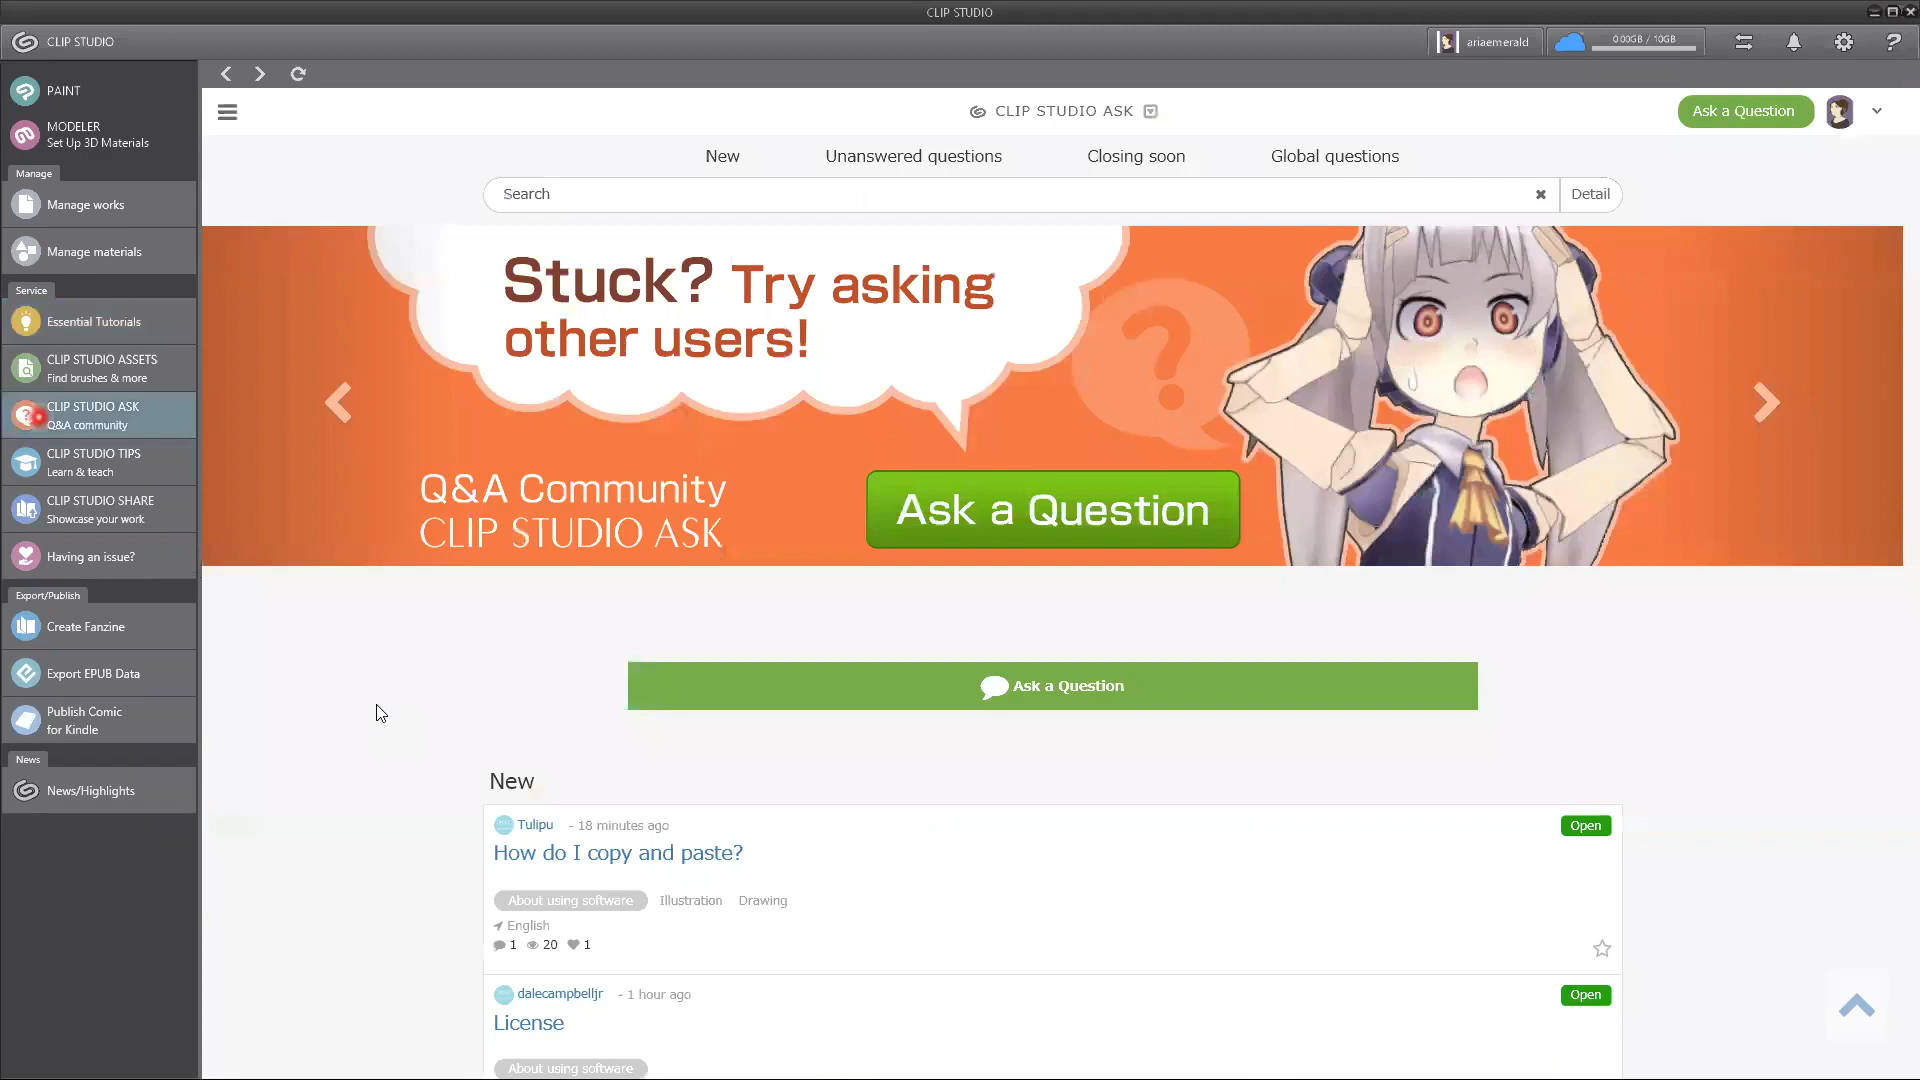 CLIP STUDIO
CLIP STUDIO
ariaemerald
0.00GB / 10GB
PAINT
MODELER
Set Up 3D Materials
Manage
Manage works
Manage materials
Service
Essential Tutorials
CLIP STUDIO ASSETS
Find brushes & more
CLIP STUDIO ASK
Q&A community
CLIP STUDIO TIPS
Learn & teach
CLIP STUDIO SHARE
Showcase your work
Having an issue?
Export/Publish
Create Fanzine
Export EPUB Data
Publish Comic
for Kindle
News
News/Highlights
CLIP STUDIO ASK
Ask a Question
New
Unanswered questions
Closing soon
Global questions
Search
Detail
Stuck? Try asking
other users!
Q&A Community
CLIP STUDIO ASK
Ask a Question
Ask a Question
New
Tulipu - 18 minutes ago
Open
How do I copy and paste?
About using software Illustration Drawing
English
1 20 1
dalecampbelljr - 1 hour ago
Open
License
About using software